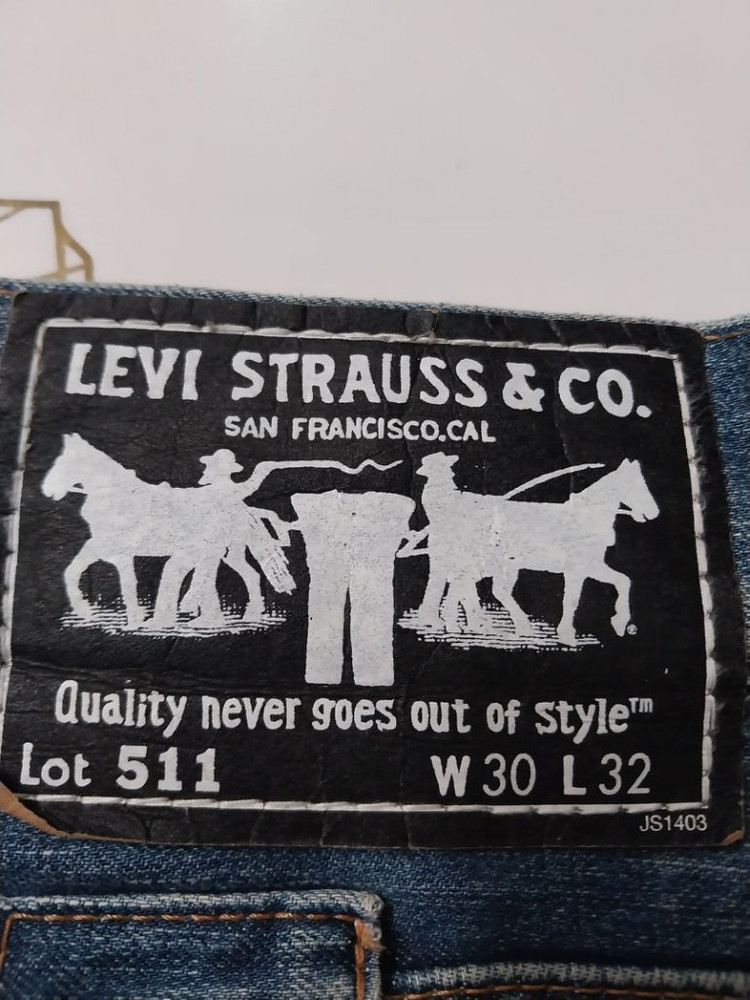 LEVI STRAUSS & CO.
SAN FRANCISCO.CAL
Quality never goes out of style™
Lot 511 W 30 L 32
JS1403